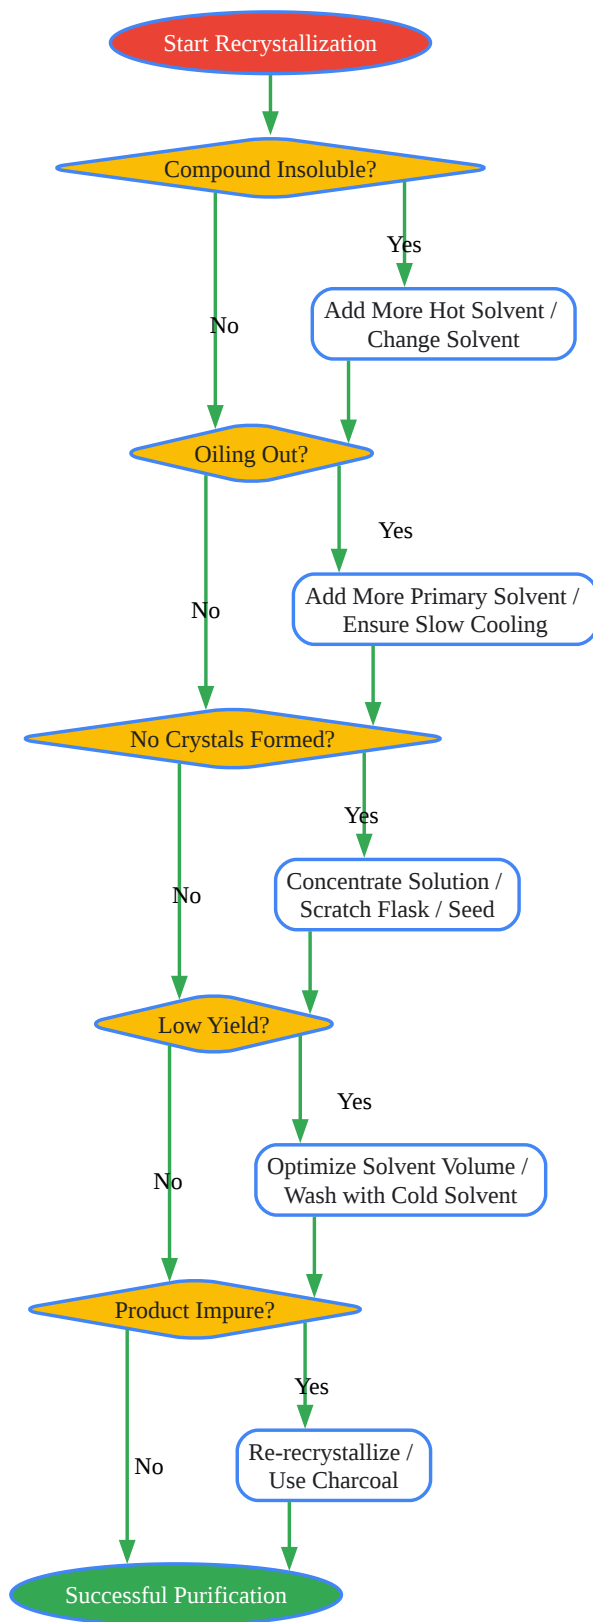 Start Recrystallization
Compound Insoluble?
Yes
No
Add More Hot Solvent /
Change Solvent
Oiling Out?
Yes
No
Add More Primary Solvent /
Ensure Slow Cooling
No Crystals Formed?
Yes
No
Concentrate Solution /
Scratch Flask / Seed
Low Yield?
Yes
No
Optimize Solvent Volume /
Wash with Cold Solvent
Product Impure?
Yes
No
Re-recrystallize /
Use Charcoal
Successful Purification